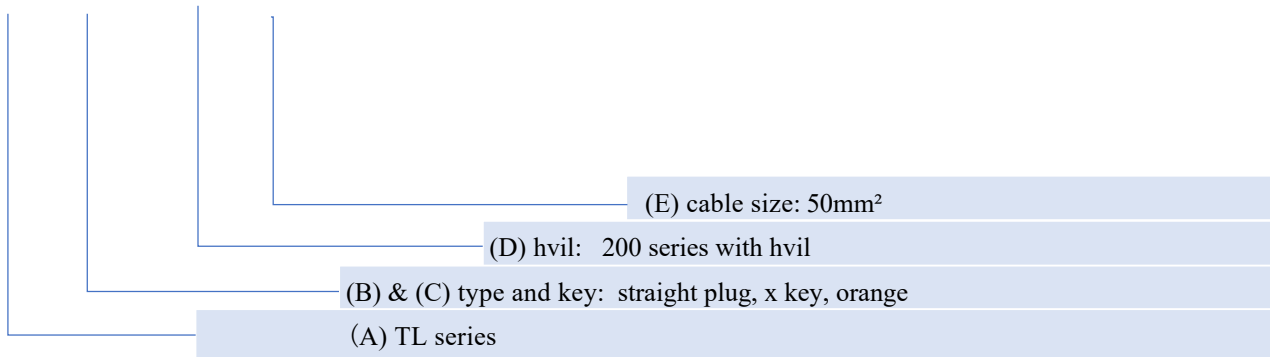 (E) cable size: 50mm²
(D) hvil:   200 series with hvil
(B) & (C) type and key:  straight plug, x key, orange
（A) TL series